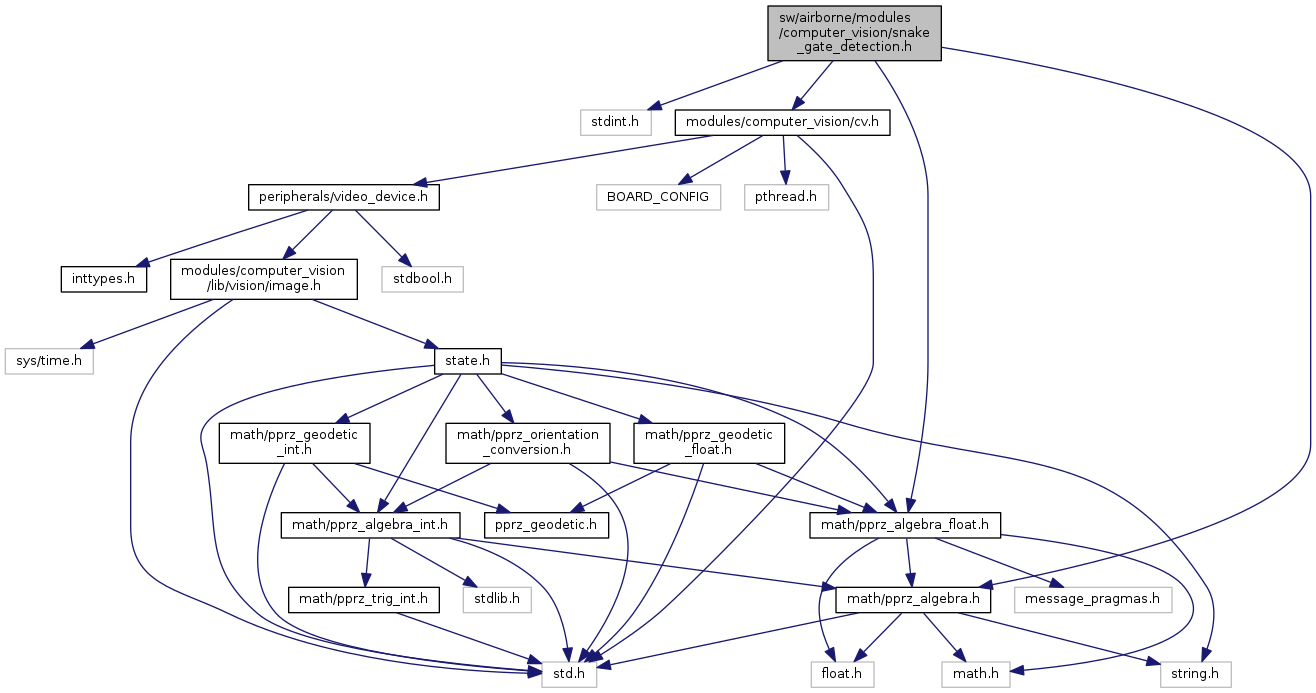 sw/airborne/modules
/computer_vision/snake
_gate_detection.h
stdint.h
modules/computer_vision/cv.h
peripherals/video_device.h
BOARD_CONFIG
pthread.h
inttypes.h
modules/computer_vision
/lib/vision/image.h
stdbool.h
sys/time.h
state.h
math/pprz_geodetic
_int.h
math/pprz_orientation
_conversion.h
math/pprz_geodetic
_float.h
math/pprz_algebra_int.h
pprz_geodetic.h
math/pprz_algebra_float.h
math/pprz_trig_int.h
stdlib.h
math/pprz_algebra.h
message_pragmas.h
std.h
float.h
math.h
string.h